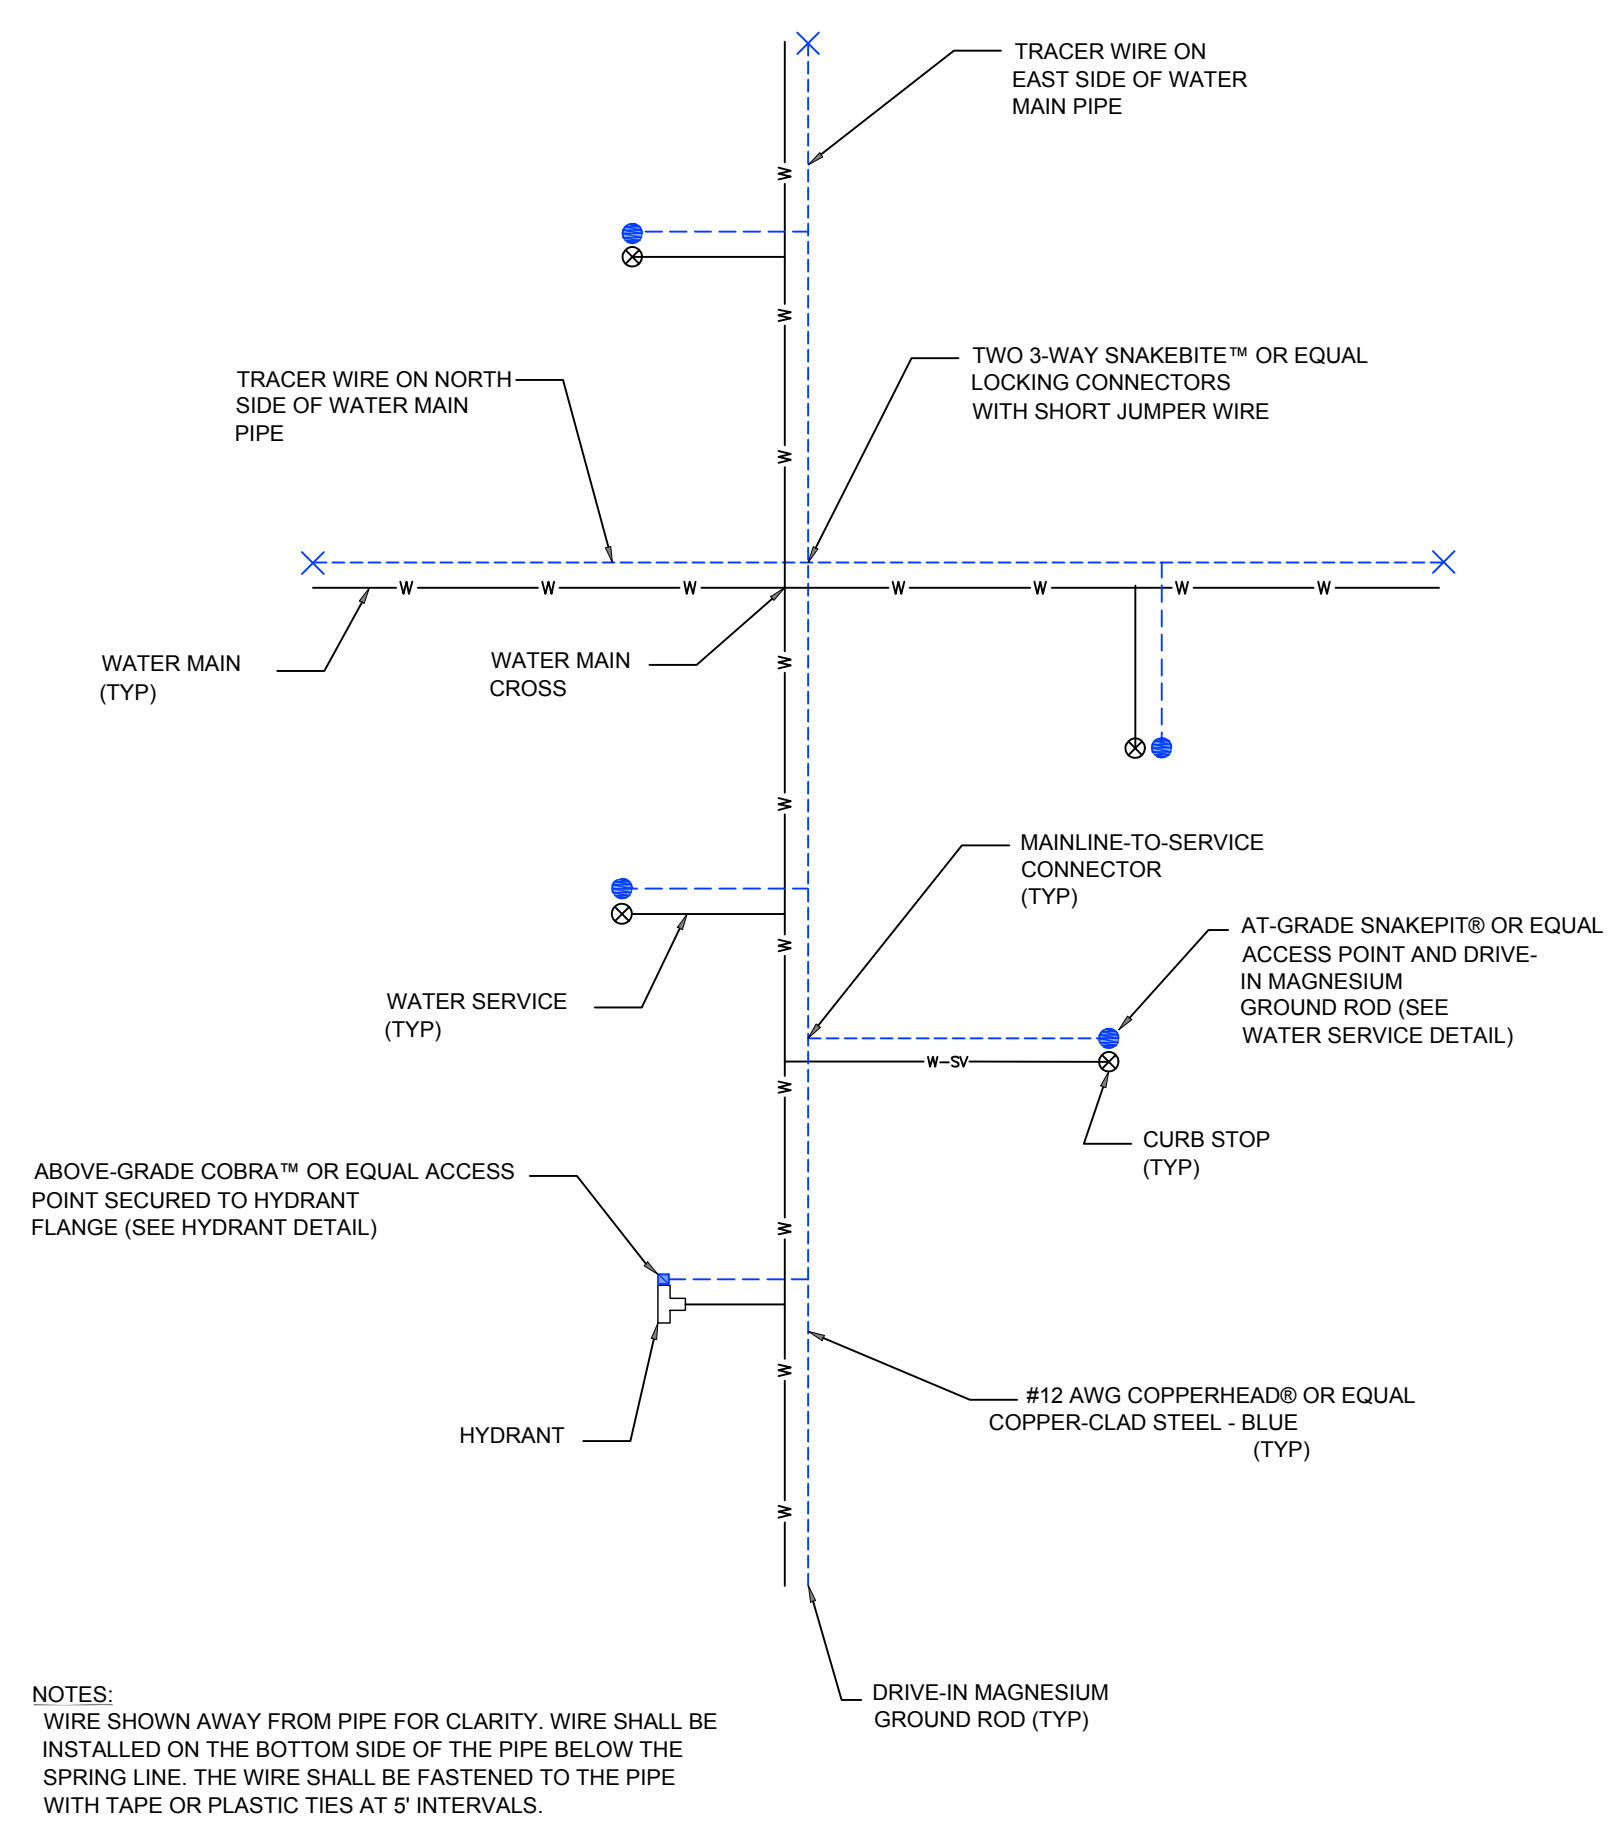 TRACER WIRE ON
EAST SIDE OF WATER
MAIN PIPE
W
W
TRACER WIRE ON NORTH
SIDE OF WATER MAIN
PIPE
TWO 3-WAY SNAKEBITE™ OR EQUAL
LOCKING CONNECTORS
WITH SHORT JUMPER WIRE
W
W W W W W W W
WATER MAIN
(TYP)
WATER MAIN
CROSS
W
W
MAINLINE-TO-SERVICE
CONNECTOR
(TYP)
W
AT-GRADE SNAKEPIT® OR EQUAL
ACCESS POINT AND DRIVE-
IN MAGNESIUM
GROUND ROD (SEE
WATER SERVICE DETAIL)
WATER SERVICE
(TYP)
W-SV
W
CURB STOP
(TYP)
ABOVE-GRADE COBRA™ OR EQUAL ACCESS
POINT SECURED TO HYDRANT
FLANGE (SEE HYDRANT DETAIL)
W
W
HYDRANT
#12 AWG COPPERHEAD® OR EQUAL
COPPER-CLAD STEEL - BLUE
(TYP)
W
DRIVE-IN MAGNESIUM
GROUND ROD (TYP)
NOTES:
WIRE SHOWN AWAY FROM PIPE FOR CLARITY. WIRE SHALL BE
INSTALLED ON THE BOTTOM SIDE OF THE PIPE BELOW THE
SPRING LINE. THE WIRE SHALL BE FASTENED TO THE PIPE
WITH TAPE OR PLASTIC TIES AT 5' INTERVALS.